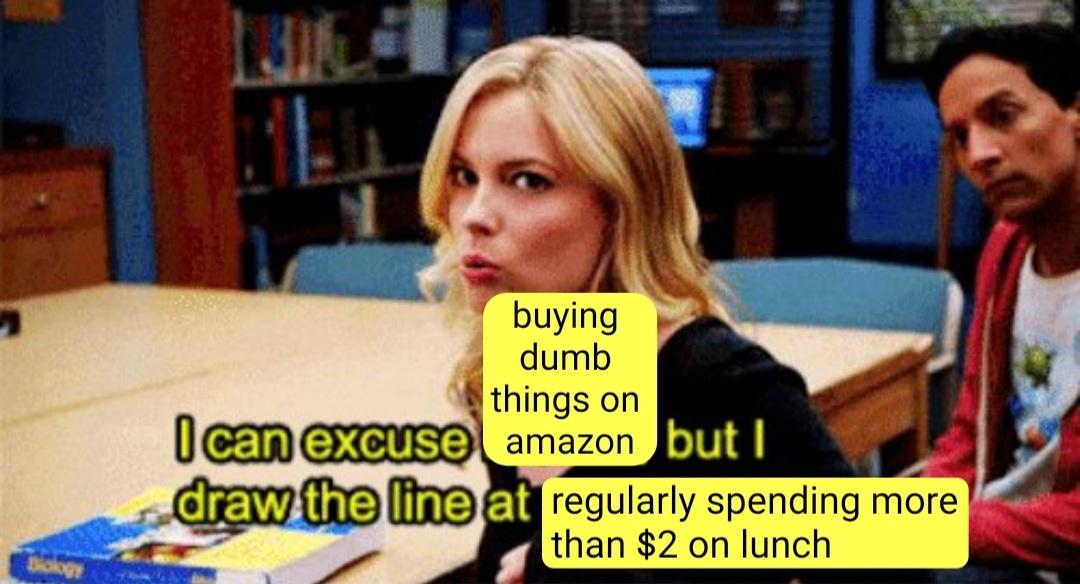 buying
dumb
things on
I can excuse amazon but I
draw the line at regularly spending more
than $2 on lunch
Biology